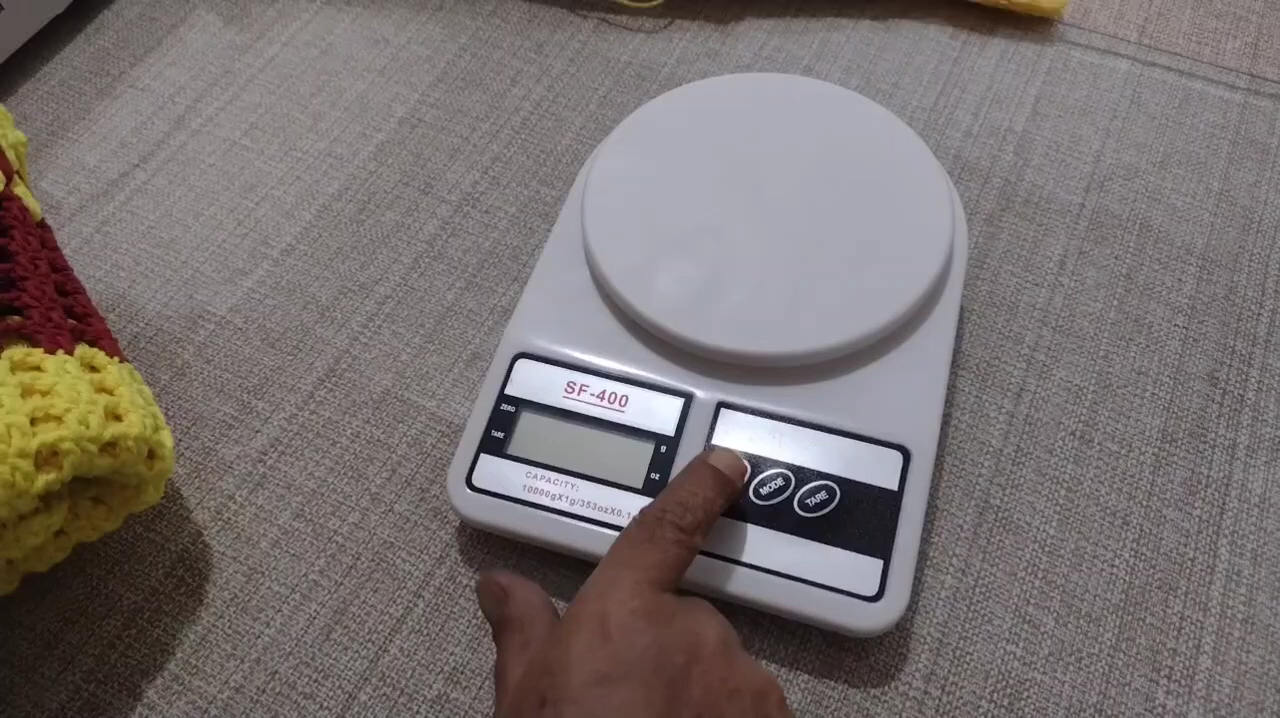 SF-400
ZERO
TARE
g
oz
CAPACITY:
10000gX1g/353ozX0.1
MODE
TARE